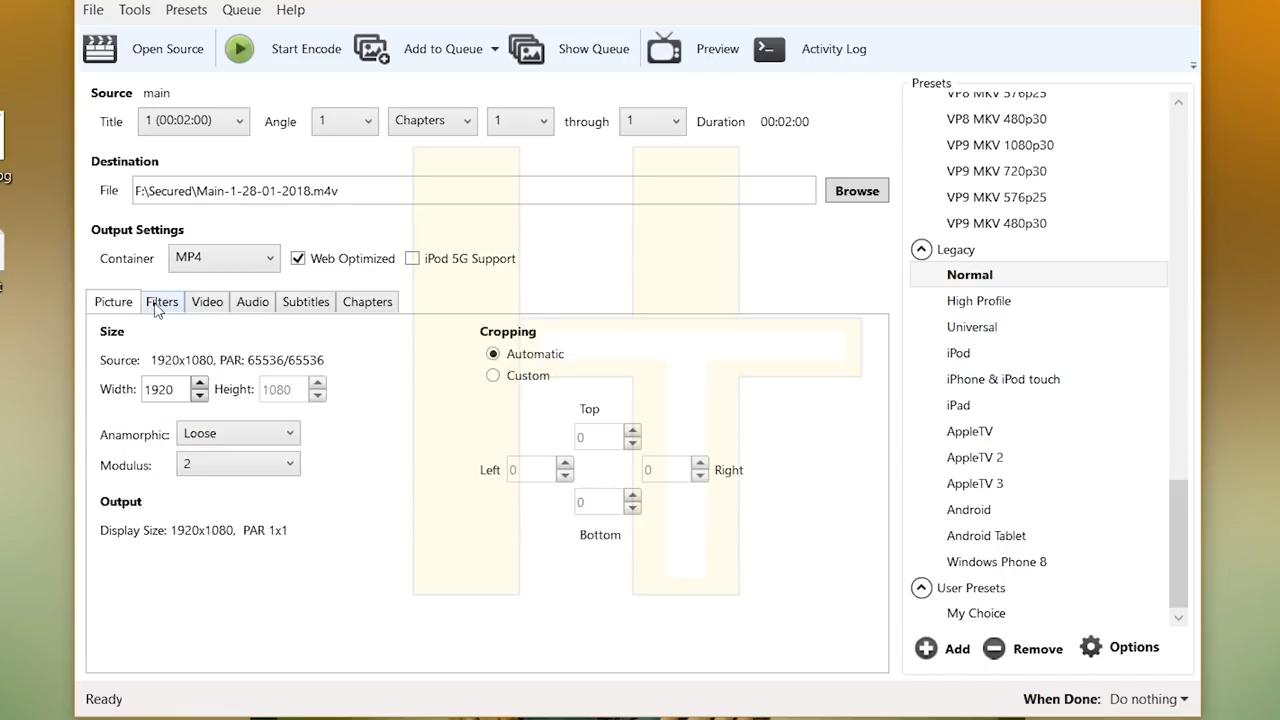 File Tools Presets Queue Help
Open Source Start Encode Add to Queue Show Queue Preview Activity Log
Source main
Title 1 (00:02:00) Angle 1 Chapters 1 through 1 Duration 00:02:00
Destination
File F:\Secured\Main-1-28-01-2018.m4v Browse
Output Settings
Container MP4 Web Optimized iPod 5G Support
Picture Filters Video Audio Subtitles Chapters
Size
Source: 1920x1080, PAR: 65536/65536
Width: 1920 Height: 1080
Anamorphic: Loose
Modulus: 2
Output
Display Size: 1920x1080, PAR 1x1
Cropping
Automatic
Custom
Top
0
Left 0 0 Right
0
Bottom
Presets
VP8 MKV 576p25
VP8 MKV 480p30
VP9 MKV 1080p30
VP9 MKV 720p30
VP9 MKV 576p25
VP9 MKV 480p30
Legacy
Normal
High Profile
Universal
iPod
iPhone & iPod touch
iPad
AppleTV
AppleTV 2
AppleTV 3
Android
Android Tablet
Windows Phone 8
User Presets
My Choice
Add Remove Options
Ready When Done: Do nothing